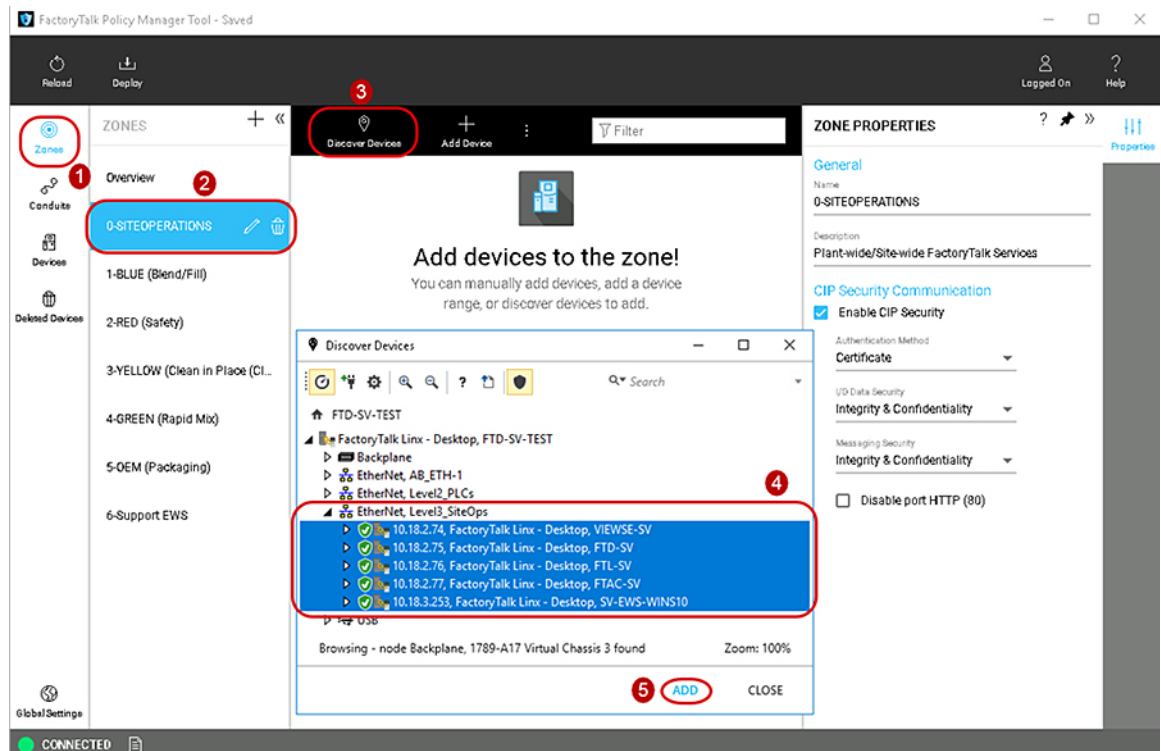 FactoryTalk Policy Manager Tool - Saved
Reload
Deploy
Logged On
Help
3
Zones
1
Conduits
Devices
Deleted Devices
Global Settings
ZONES
Overview
2
0-SITEOPERATIONS
1-BLUE (Blend/Fill)
2-RED (Safety)
3-YELLOW (Clean in Place (CI...
4-GREEN (Rapid Mix)
5-OEM (Packaging)
6-Support EWS
Discover Devices
Add Device
Filter
Add devices to the zone!
You can manually add devices, add a device
range, or discover devices to add.
Discover Devices
Search
FTD-SV-TEST
FactoryTalk Linx - Desktop, FTD-SV-TEST
Backplane
EtherNet, AB_ETH-1
EtherNet, Level2_PLCs
4
EtherNet, Level3_SiteOps
10.18.2.74, FactoryTalk Linx - Desktop, VIEWSE-SV
10.18.2.75, FactoryTalk Linx - Desktop, FTD-SV
10.18.2.76, FactoryTalk Linx - Desktop, FTL-SV
10.18.2.77, FactoryTalk Linx - Desktop, FTAC-SV
10.18.3.253, FactoryTalk Linx - Desktop, SV-EWS-WINS10
USB
Browsing - node Backplane, 1789-A17 Virtual Chassis 3 found
Zoom: 100%
5
ADD
CLOSE
ZONE PROPERTIES
?
Properties
General
Name
0-SITEOPERATIONS
Description
Plant-wide/Site-wide FactoryTalk Services
CIP Security Communication
Enable CIP Security
Authentication Method
Certificate
I/O Data Security
Integrity & Confidentiality
Messaging Security
Integrity & Confidentiality
Disable port HTTP (80)
CONNECTED